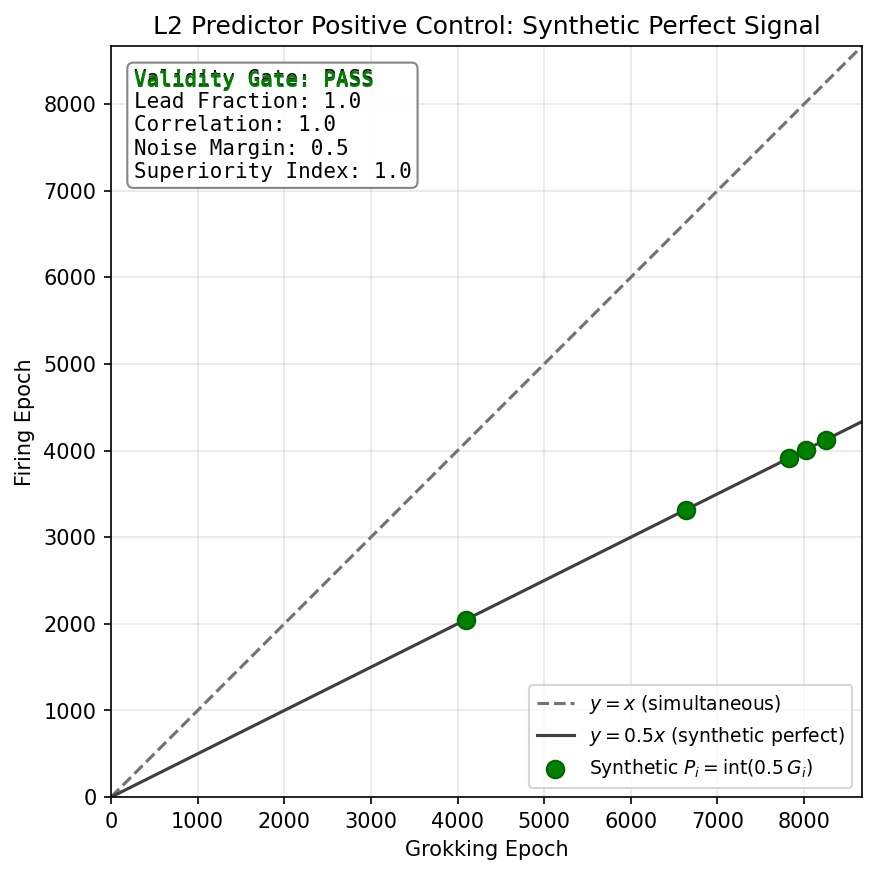 L2 Predictor Positive Control: Synthetic Perfect Signal
Validity Gate: PASS
Lead Fraction: 1.0
Correlation: 1.0
Noise Margin: 0.5
Superiority Index: 1.0
8000
7000
6000
5000
4000
3000
2000
1000
0
Firing Epoch
y = x (simultaneous)
y = 0.5x (synthetic perfect)
Synthetic P_i = int(0.5 G_i)
0 1000 2000 3000 4000 5000 6000 7000 8000
Grokking Epoch